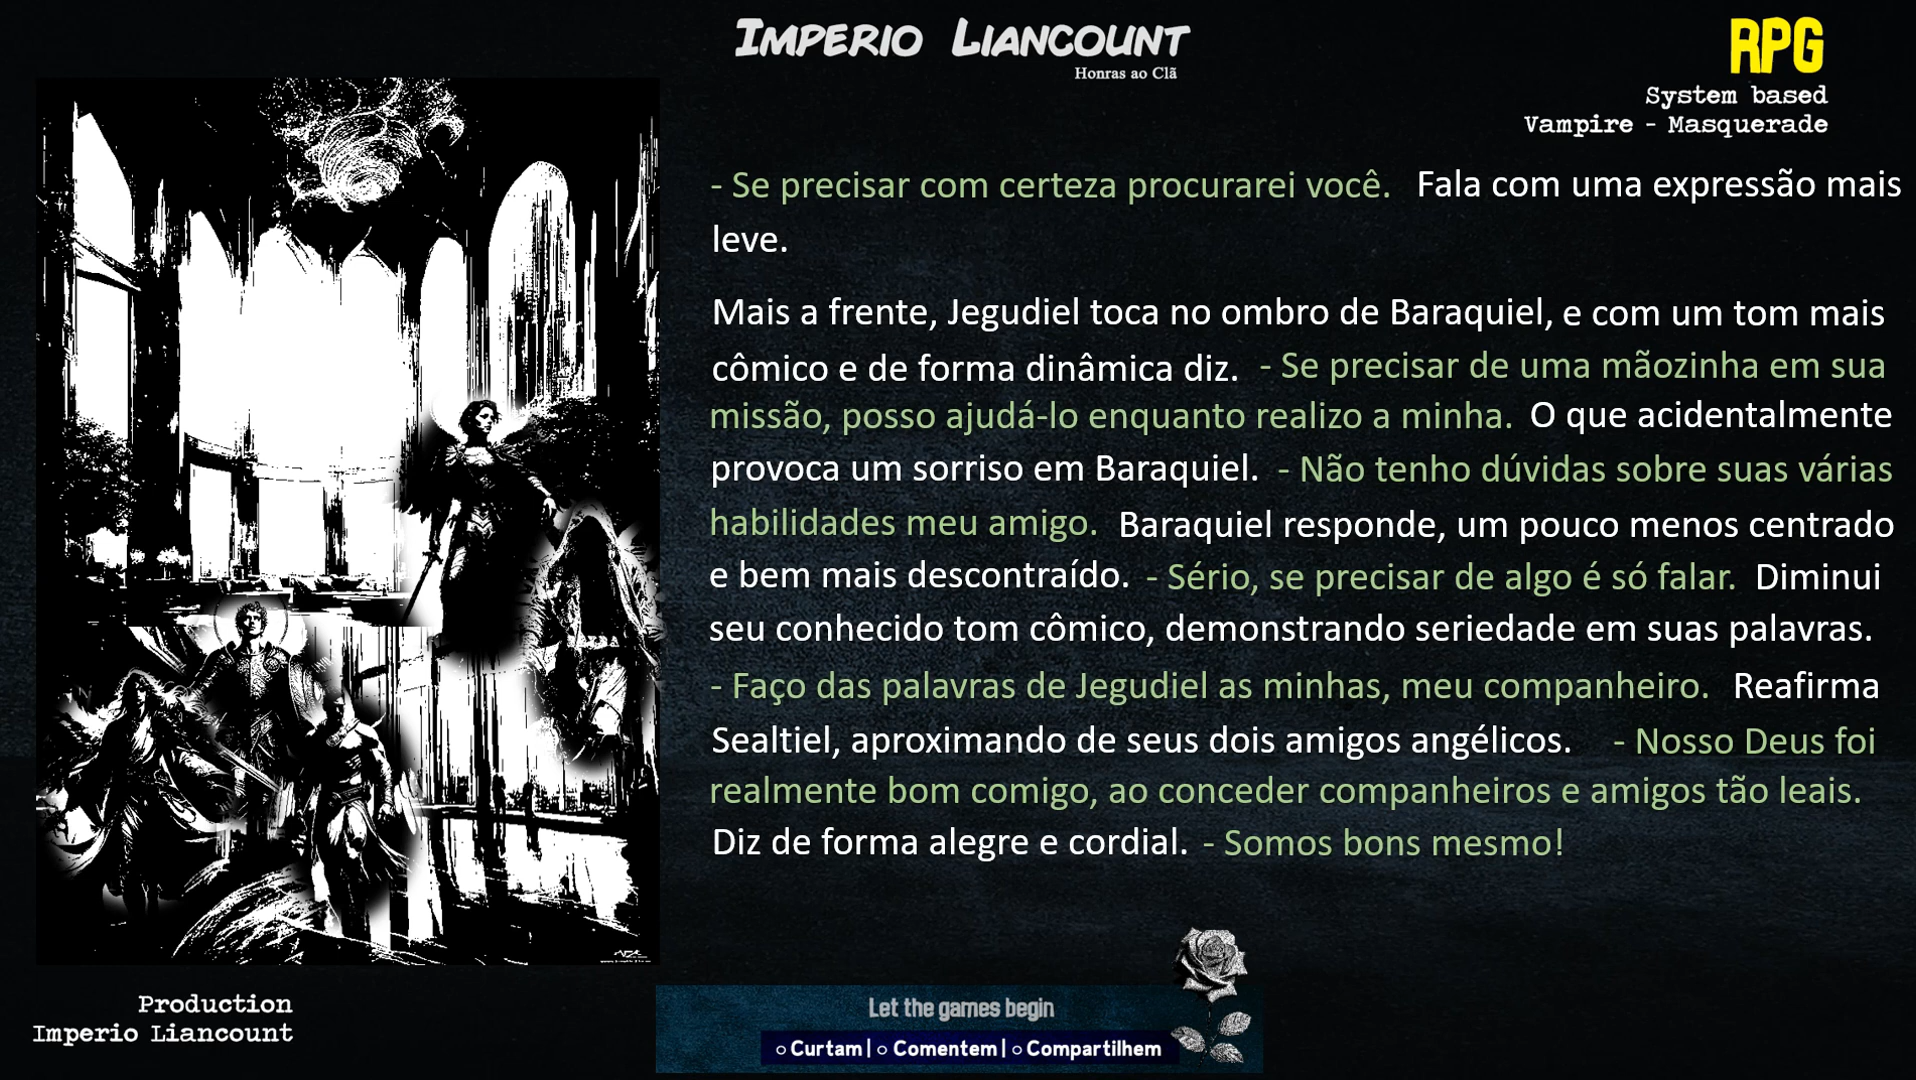 IMPERIO LIANCOUNT
Honras ao Clã
RPG
System based
Vampire - Masquerade
- Se precisar com certeza procurarei você. Fala com uma expressão mais
leve.
Mais a frente, Jegudiel toca no ombro de Baraquiel, e com um tom mais
cômico e de forma dinâmica diz. - Se precisar de uma mãozinha em sua
missão, posso ajudá-lo enquanto realizo a minha. O que acidentalmente
provoca um sorriso em Baraquiel. - Não tenho dúvidas sobre suas várias
habilidades meu amigo. Baraquiel responde, um pouco menos centrado
e bem mais descontraído. - Sério, se precisar de algo é só falar. Diminui
seu conhecido tom cômico, demonstrando seriedade em suas palavras.
- Faço das palavras de Jegudiel as minhas, meu companheiro. Reafirma
Sealtiel, aproximando de seus dois amigos angélicos. - Nosso Deus foi
realmente bom comigo, ao conceder companheiros e amigos tão leais.
Diz de forma alegre e cordial. - Somos bons mesmo!
Production
Imperio Liancount
Let the games begin
○ Curtam| ○ Comentem| ○ Compartilhem